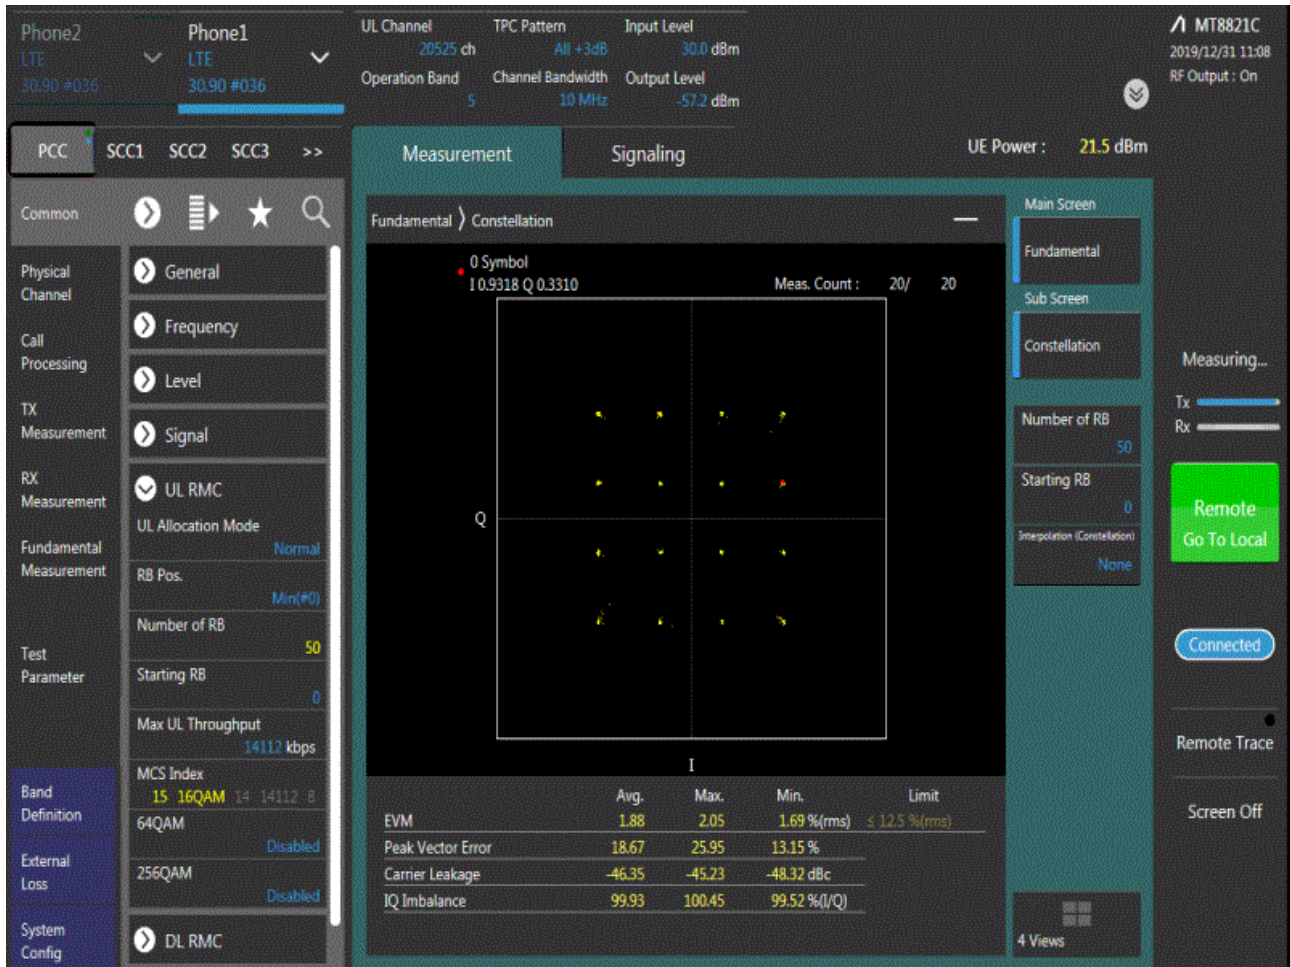 Phone2
LTE
30.90 #036
Phone1
LTE
30.90 #036
UL Channel
20525 ch
TPC Pattern
All +3dB
Input Level
30.0 dBm
Operation Band
5
Channel Bandwidth
10 MHz
Output Level
-57.2 dBm
MT8821C
2019/12/31 11:08
RF Output : On
PCC SCC1 SCC2 SCC3 >>
Measurement
Signaling
UE Power : 21.5 dBm
Common
Physical
Channel
Call
Processing
TX
Measurement
RX
Measurement
Fundamental
Measurement
Test
Parameter
Band
Definition
External
Loss
System
Config
General
Frequency
Level
Signal
UL RMC
UL Allocation Mode
Normal
RB Pos.
Min(#0)
Number of RB
50
Starting RB
0
Max UL Throughput
14112 kbps
MCS Index
15 16QAM 14 14112 8
64QAM
Disabled
256QAM
Disabled
DL RMC
Fundamental 〉 Constellation
0 Symbol
I 0.9318 Q 0.3310
Meas. Count : 20/ 20
Q
I
Avg. Max. Min. Limit
EVM 1.88 2.05 1.69 %(rms) ≤ 12.5 %(rms)
Peak Vector Error 18.67 25.95 13.15 %
Carrier Leakage -46.35 -45.23 -48.32 dBc
IQ Imbalance 99.93 100.45 99.52 %(I/Q)
Main Screen
Fundamental
Sub Screen
Constellation
Number of RB
50
Starting RB
0
Interpolation (Constellation)
None
4 Views
Measuring...
Tx
Rx
Remote
Go To Local
Connected
Remote Trace
Screen Off